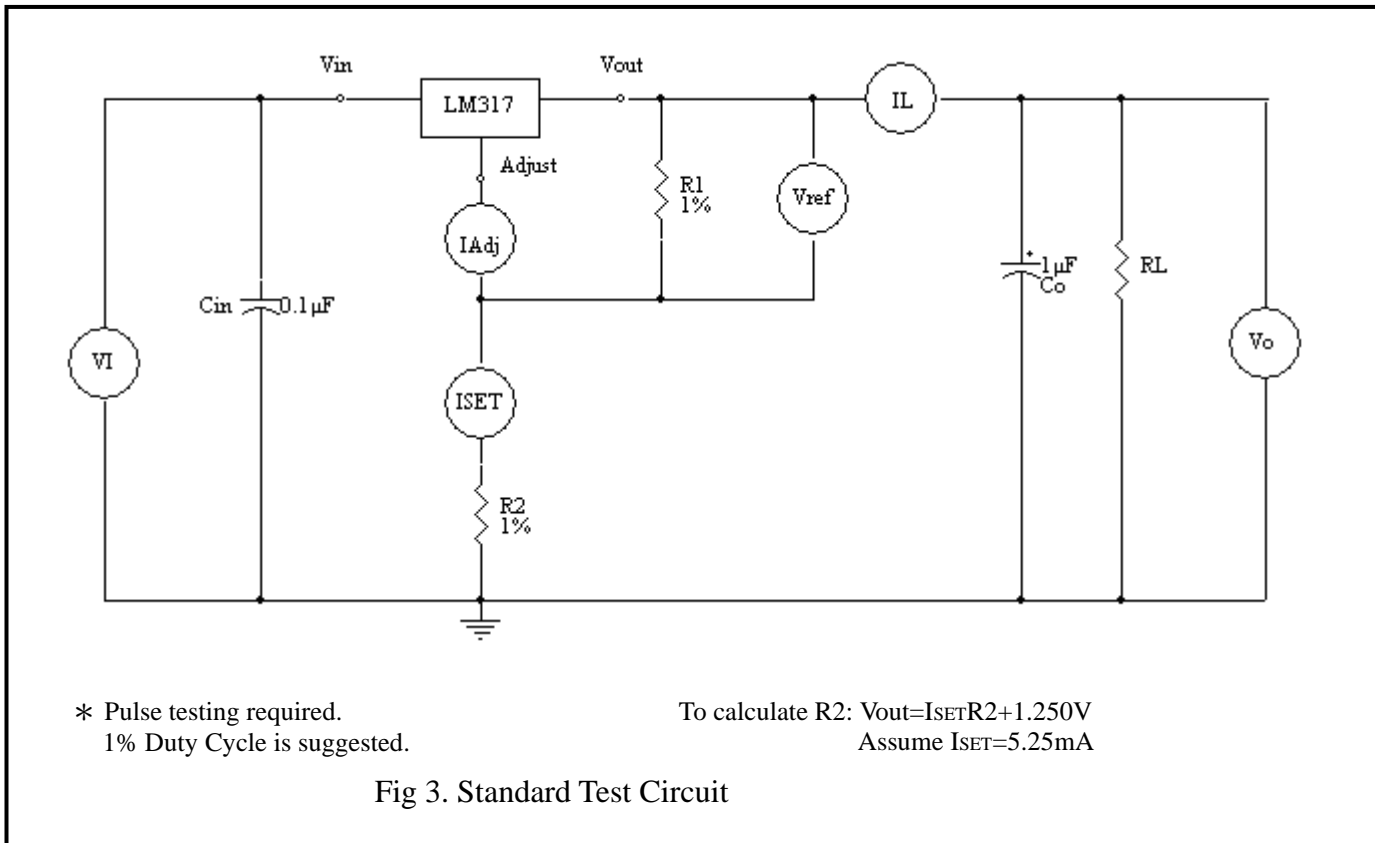 Vin
Vout
LM317
IL
Adjust
R1
1%
Vref
IAdj
Cin
0.1µF
1µF
Co
RL
VI
Vo
ISET
R2
1%
* Pulse testing required.
1% Duty Cycle is suggested.
To calculate R2: Vout=ISETR2+1.250V
Assume ISET=5.25mA
Fig 3. Standard Test Circuit